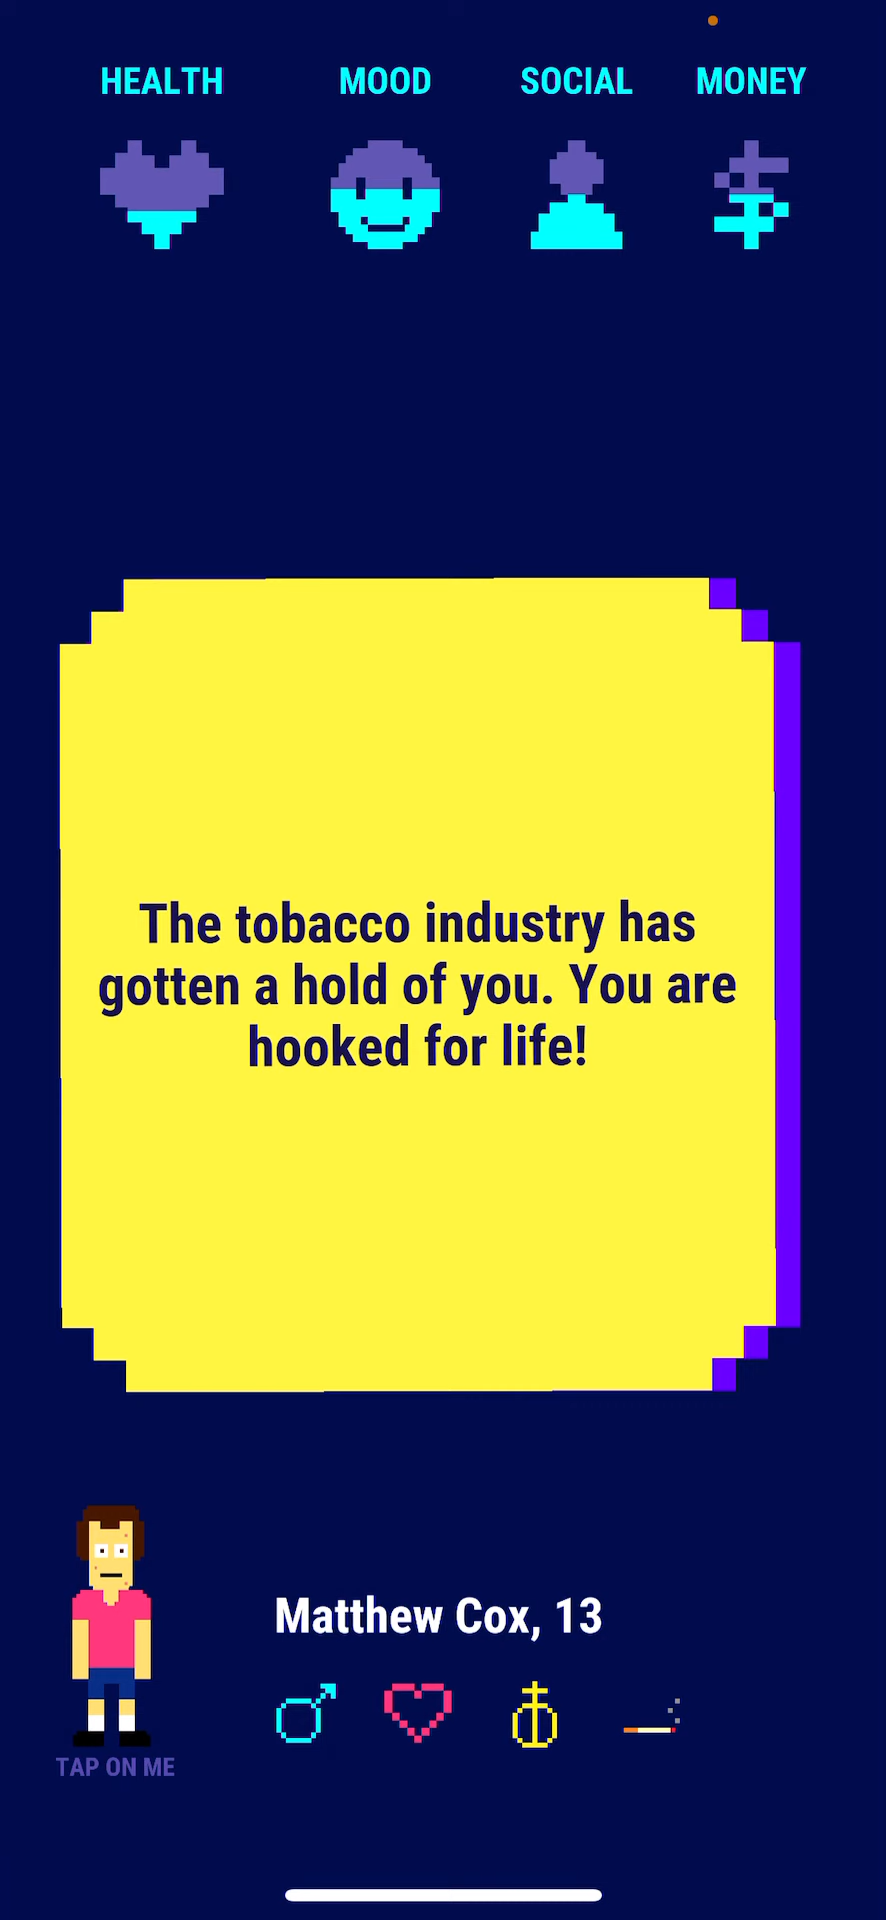 HEALTH MOOD SOCIAL MONEY
The tobacco industry has
gotten a hold of you. You are
hooked for life!
Matthew Cox, 13
TAP ON ME